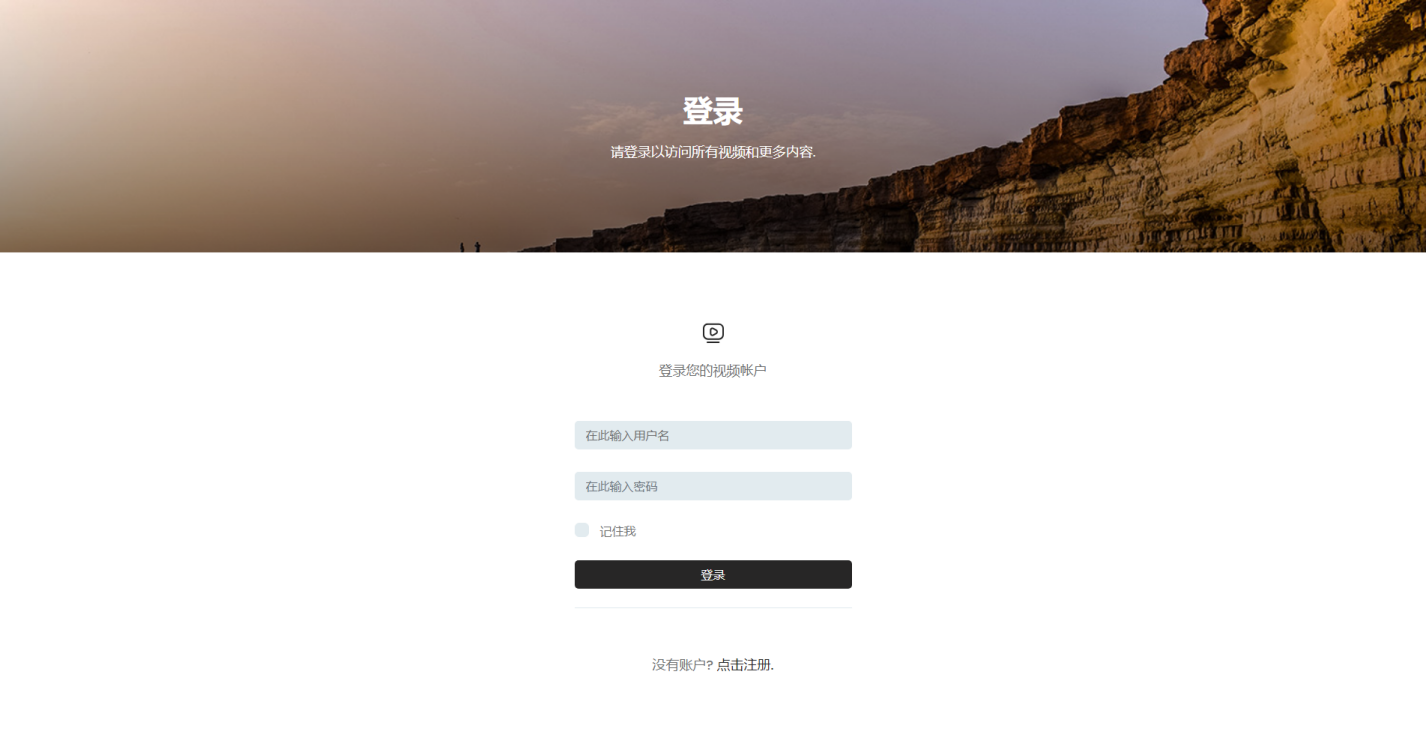 登录
请登录以访问所有视频和更多内容.
登录您的视频帐户
在此输入用户名
在此输入密码
记住我
登录
没有账户? 点击注册.